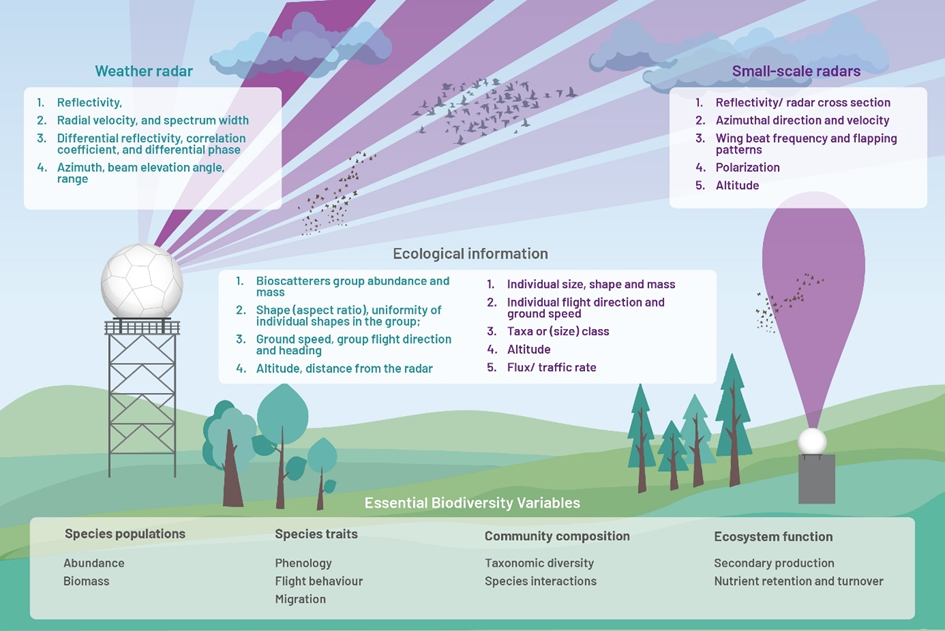 Weather radar
1. Reflectivity,
2. Radial velocity, and spectrum width
3. Differential reflectivity, correlation
coefficient, and differential phase
4. Azimuth, beam elevation angle,
range
Small-scale radars
1. Reflectivity/ radar cross section
2. Azimuthal direction and velocity
3. Wing beat frequency and flapping
patterns
4. Polarization
5. Altitude
Ecological information
1. Bioscatterers group abundance and
mass
2. Shape (aspect ratio), uniformity of
individual shapes in the group;
3. Ground speed, group flight direction
and heading
4. Altitude, distance from the radar
1. Individual size, shape and mass
2. Individual flight direction and
ground speed
3. Taxa or (size) class
4. Altitude
5. Flux/ traffic rate
Essential Biodiversity Variables
Species populations
Abundance
Biomass
Species traits
Phenology
Flight behaviour
Migration
Community composition
Taxonomic diversity
Species interactions
Ecosystem function
Secondary production
Nutrient retention and turnover